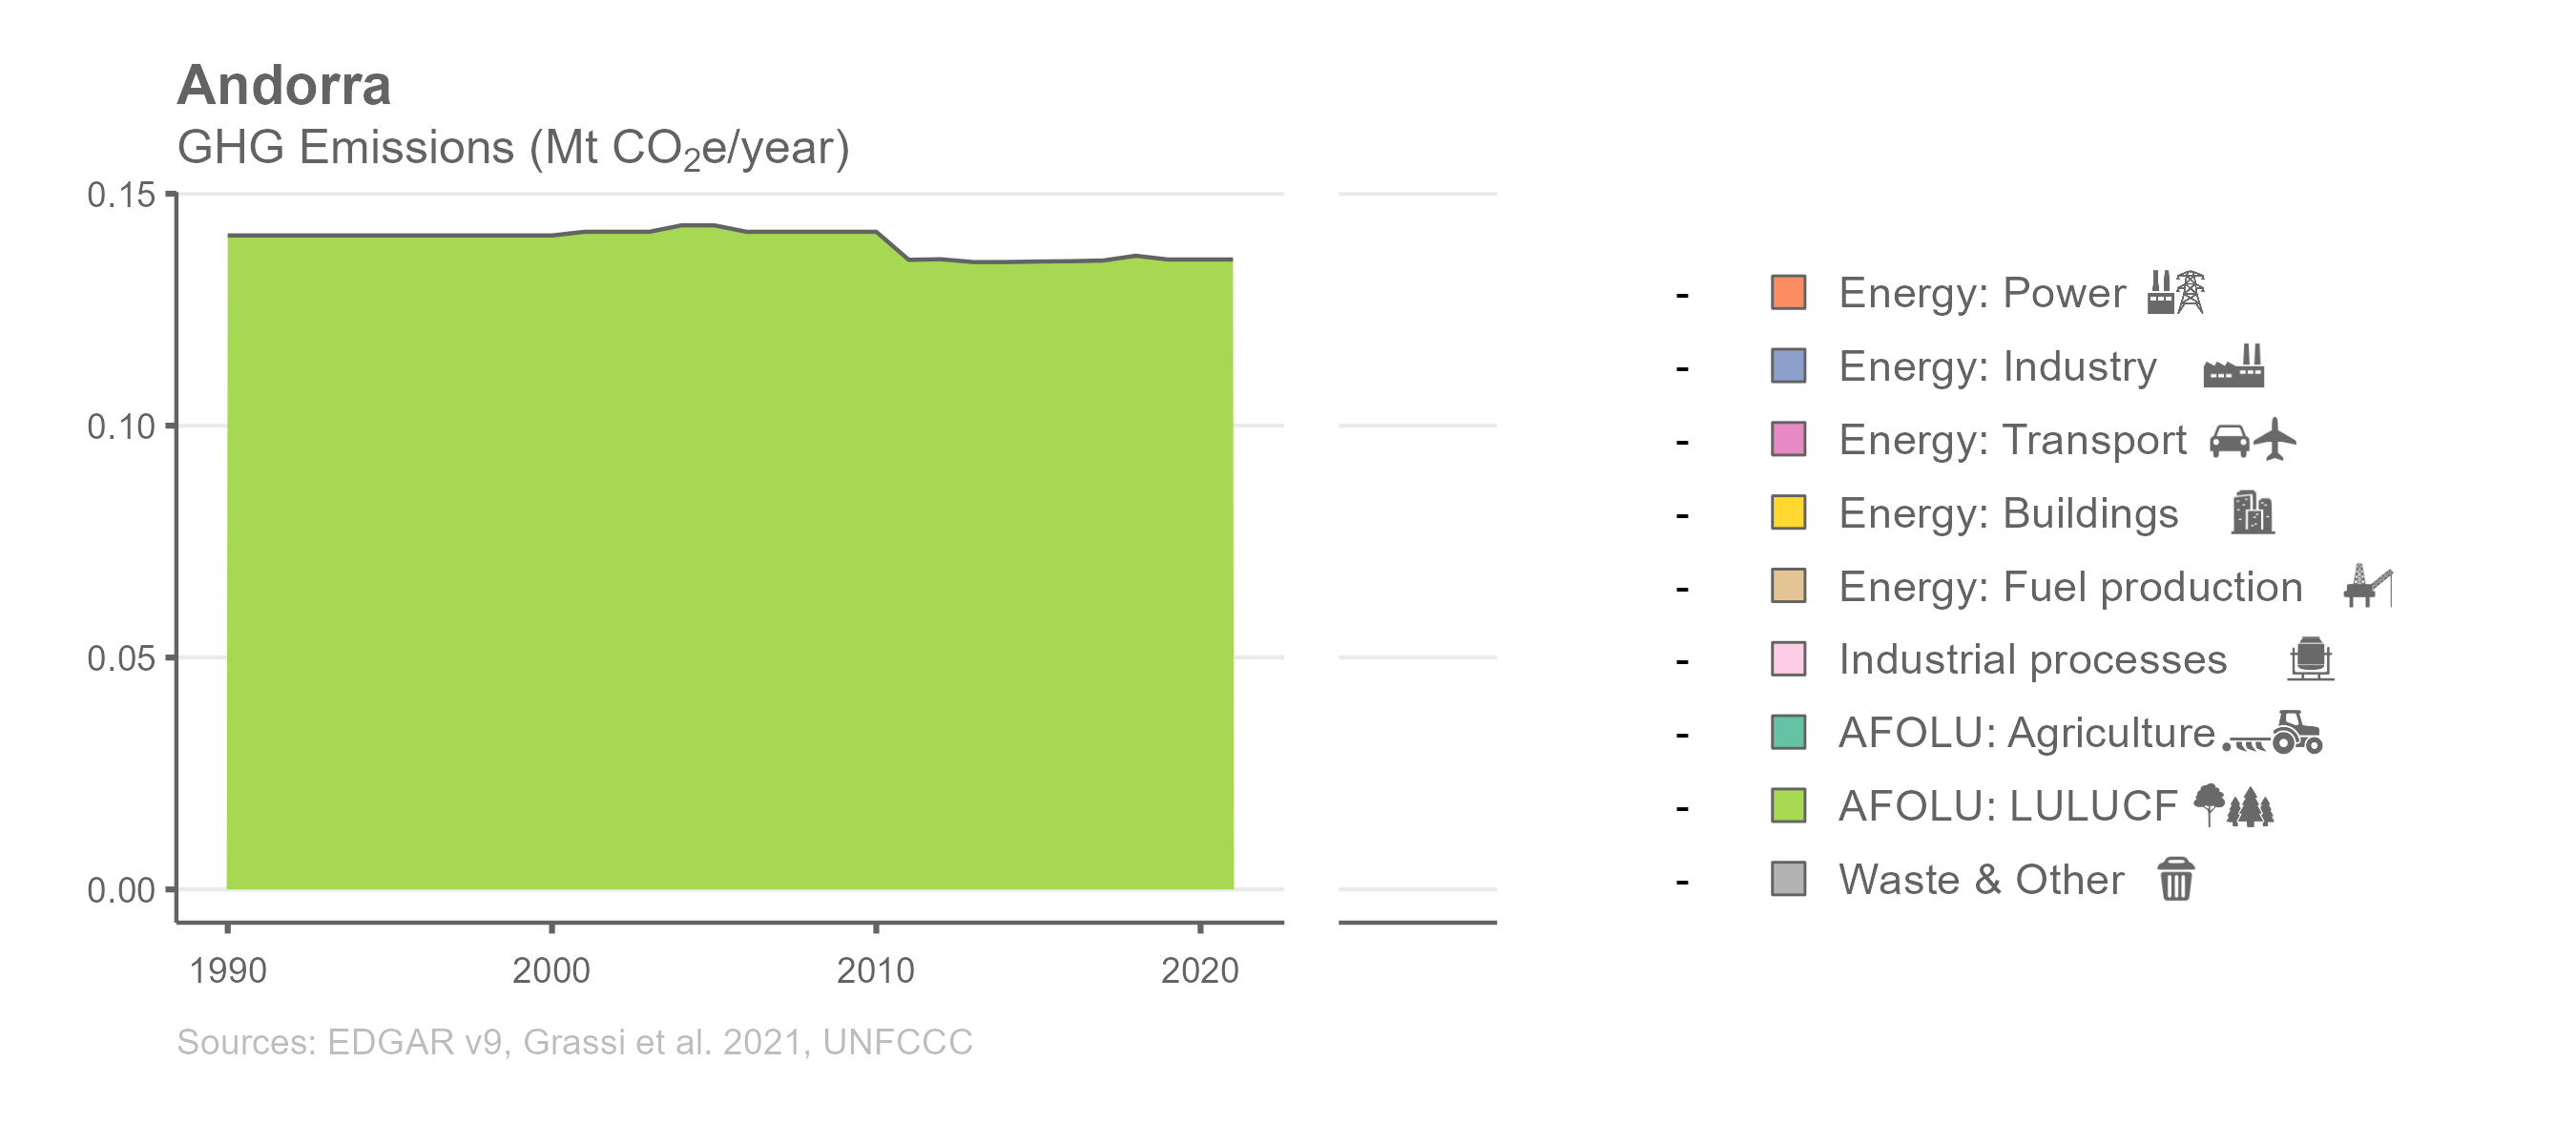 Andorra
GHG Emissions (Mt CO₂e/year)
0.15
0.10
0.05
0.00
1990 2000 2010 2020
- Energy: Power
- Energy: Industry
- Energy: Transport
- Energy: Buildings
- Energy: Fuel production
- Industrial processes
- AFOLU: Agriculture
- AFOLU: LULUCF
- Waste & Other
Sources: EDGAR v9, Grassi et al. 2021, UNFCCC